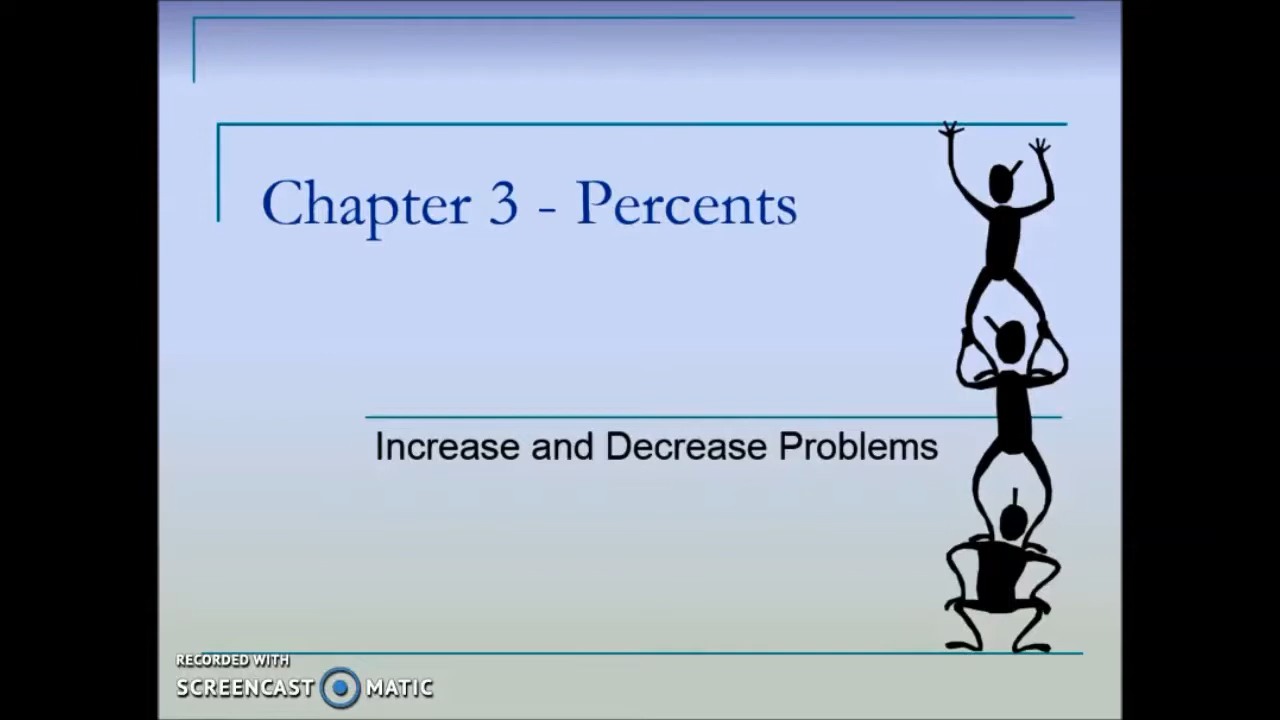 Chapter 3 - Percents
Increase and Decrease Problems
RECORDED WITH
SCREENCAST MATIC